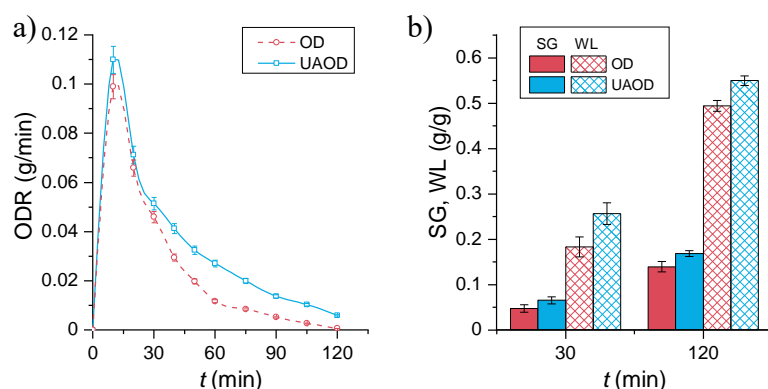 a)
ODR (g/min)
0.12
0.1
0.08
0.06
0.04
0.02
0
0 30 60 90 120
t (min)
OD
UAOD
b)
SG, WL (g/g)
0.6
0.5
0.4
0.3
0.2
0.1
0
30 120
t (min)
SG WL
OD
UAOD